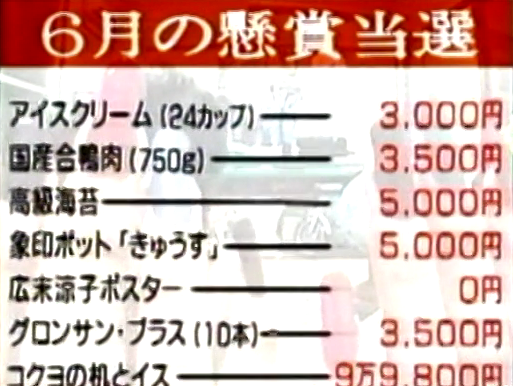 6月の懸賞当選
アイスクリーム(24カップ) 3,000円
国産合鴨肉(750g) 3,500円
高級海苔 5,000円
象印ポット「きゅうす」 5,000円
広末涼子ポスター 0円
グロンサン・プラス(10本) 3,500円
コクヨの机とイス 9万9,800円